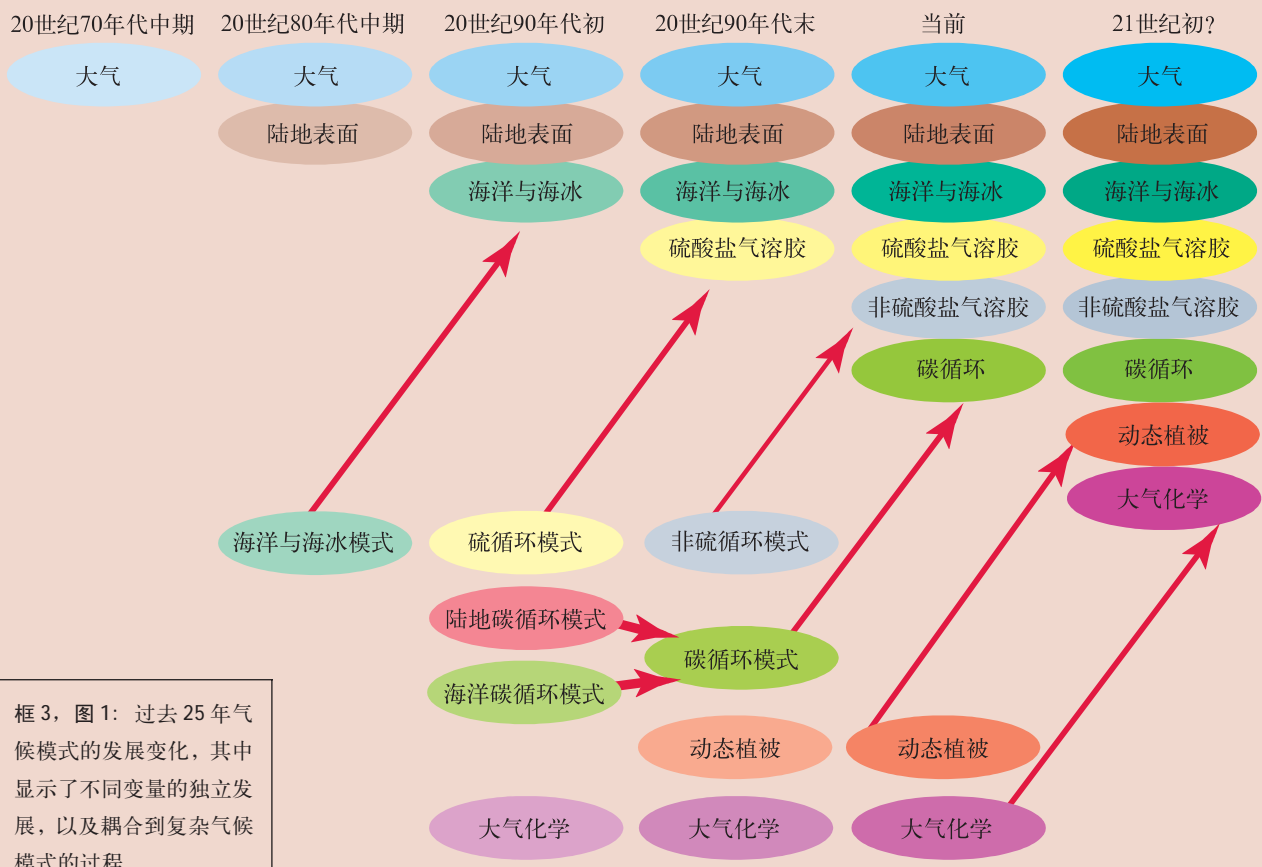 20世纪70年代中期 20世纪80年代中期 20世纪90年代初 20世纪90年代末 当前 21世纪初？
大气 大气 大气 大气 大气 大气
陆地表面 陆地表面 陆地表面 陆地表面 陆地表面
海洋与海冰 海洋与海冰 海洋与海冰 海洋与海冰
硫酸盐气溶胶 硫酸盐气溶胶 硫酸盐气溶胶
非硫酸盐气溶胶 非硫酸盐气溶胶
碳循环 碳循环
动态植被
大气化学
海洋与海冰模式 硫循环模式 非硫循环模式
陆地碳循环模式
碳循环模式
海洋碳循环模式
动态植被 动态植被
大气化学 大气化学 大气化学
框 3，图 1：过去 25 年气
候模式的发展变化，其中
显示了不同变量的独立发
展，以及耦合到复杂气候
模式的过程